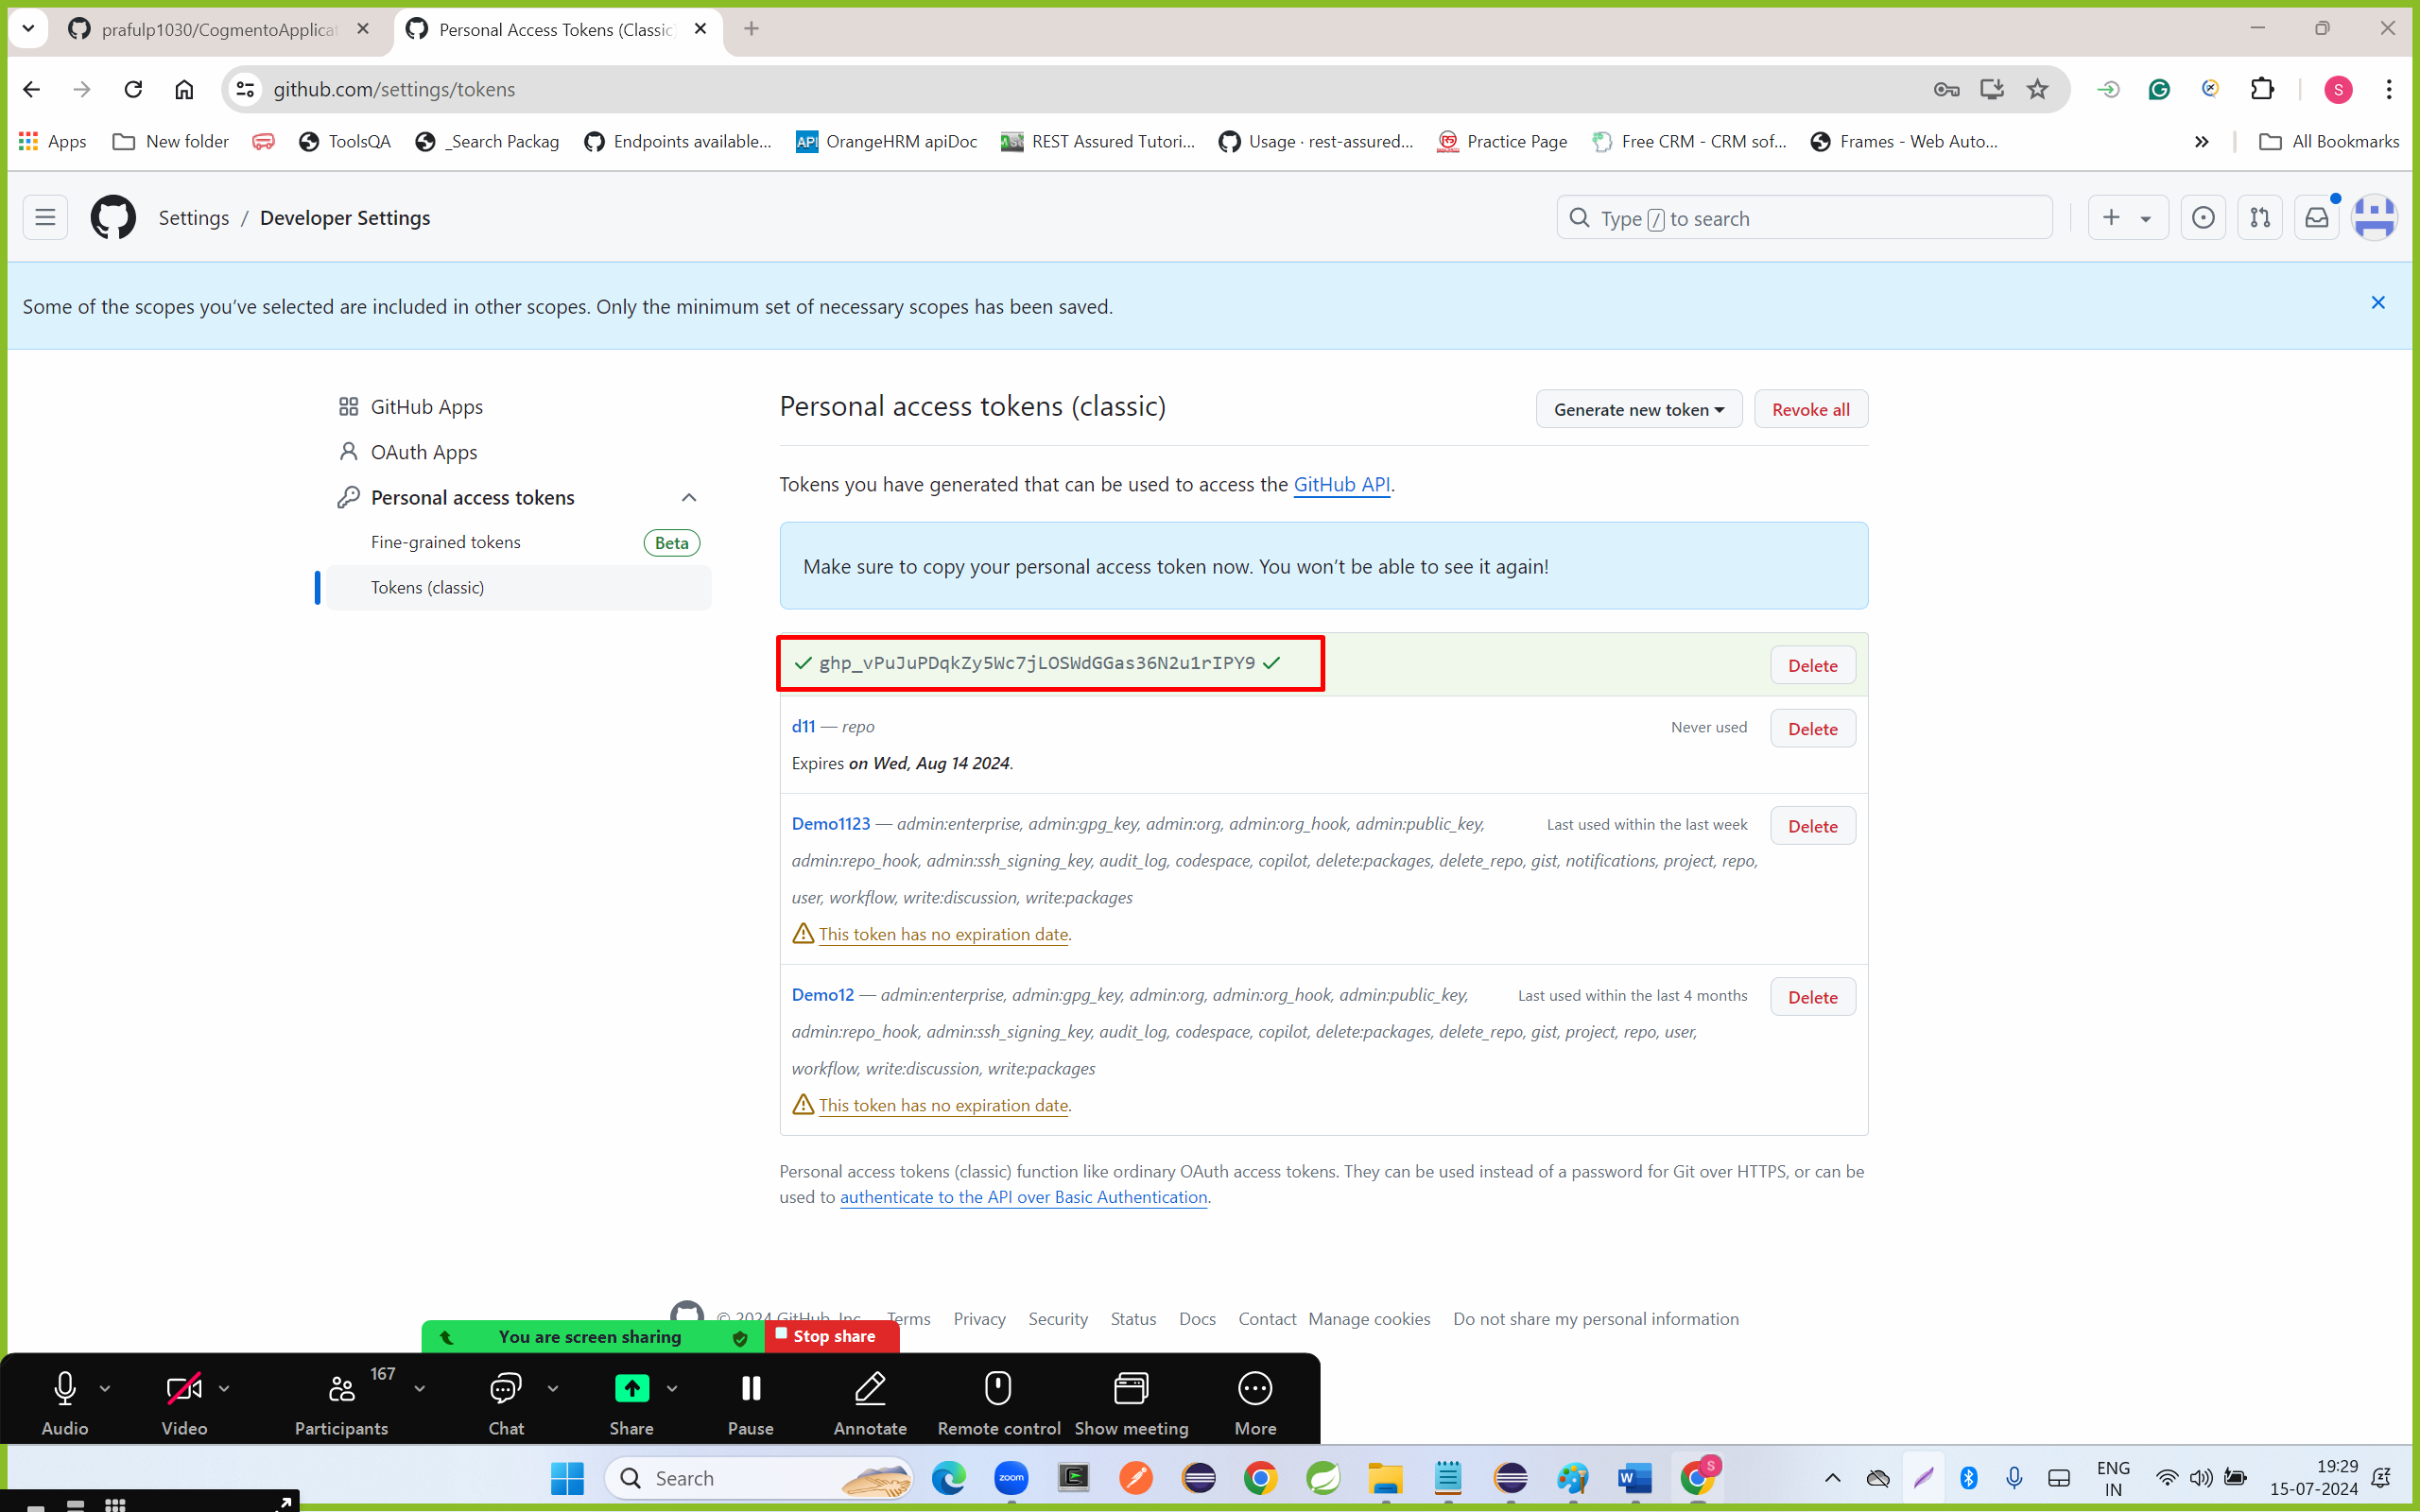 prafulp1030/CogmentoApplicat
Personal Access Tokens (Classic)
github.com/settings/tokens
Apps
New folder
ToolsQA
_Search Packag
Endpoints available...
API
OrangeHRM apiDoc
REST Assured Tutori...
Usage · rest-assured...
Practice Page
Free CRM - CRM sof...
Frames - Web Auto...
All Bookmarks
S
Settings / Developer Settings
Type / to search
Some of the scopes you’ve selected are included in other scopes. Only the minimum set of necessary scopes has been saved.
GitHub Apps
OAuth Apps
Personal access tokens
Fine-grained tokens Beta
Tokens (classic)
Personal access tokens (classic)
Generate new token
Revoke all
Tokens you have generated that can be used to access the GitHub API.
Make sure to copy your personal access token now. You won’t be able to see it again!
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
Delete
d11 — repo
Never used
Delete
Expires on Wed, Aug 14 2024.
Demo1123 — admin:enterprise, admin:gpg_key, admin:org, admin:org_hook, admin:public_key,
Last used within the last week
Delete
admin:repo_hook, admin:ssh_signing_key, audit_log, codespace, copilot, delete:packages, delete_repo, gist, notifications, project, repo,
user, workflow, write:discussion, write:packages
This token has no expiration date.
Demo12 — admin:enterprise, admin:gpg_key, admin:org, admin:org_hook, admin:public_key,
Last used within the last 4 months
Delete
admin:repo_hook, admin:ssh_signing_key, audit_log, codespace, copilot, delete:packages, delete_repo, gist, project, repo, user,
workflow, write:discussion, write:packages
This token has no expiration date.
Personal access tokens (classic) function like ordinary OAuth access tokens. They can be used instead of a password for Git over HTTPS, or can be
used to authenticate to the API over Basic Authentication.
© 2024 GitHub, Inc.
Terms
Privacy
Security
Status
Docs
Contact
Manage cookies
Do not share my personal information
You are screen sharing
Stop share
167
Audio
Video
Participants
Chat
Share
Pause
Annotate
Remote control
Show meeting
More
Search
zoom
S
ENG
IN
19:29
15-07-2024